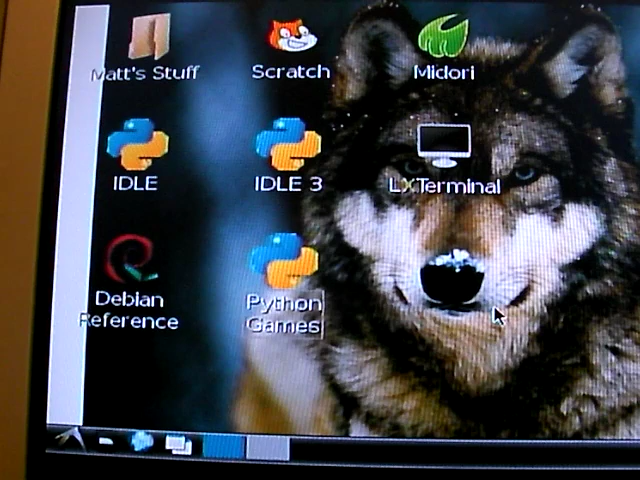 Matt's Stuff
Scratch
Midori
IDLE
IDLE 3
LXTerminal
Debian
Reference
Python
Games